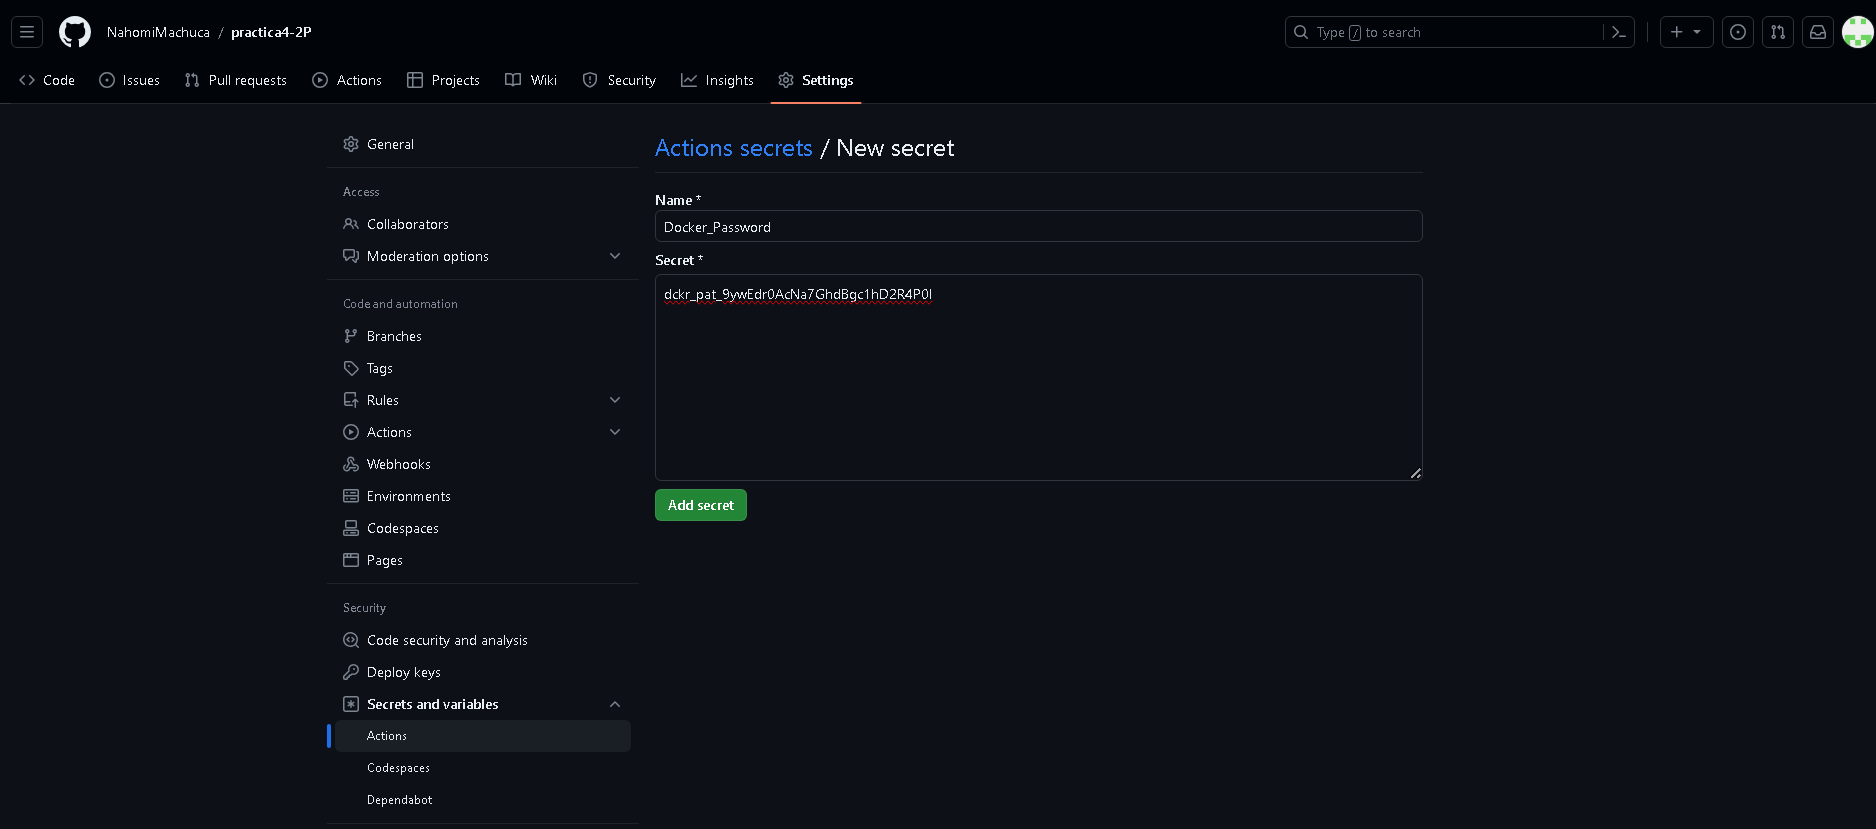 NahomiMachuca / practica4-2P
Type / to search
Code Issues Pull requests Actions Projects Wiki Security Insights Settings
General
Access
Collaborators
Moderation options
Code and automation
Branches
Tags
Rules
Actions
Webhooks
Environments
Codespaces
Pages
Security
Code security and analysis
Deploy keys
Secrets and variables
Actions
Codespaces
Dependabot
Actions secrets / New secret
Name *
Docker_Password
Secret *
Add secret